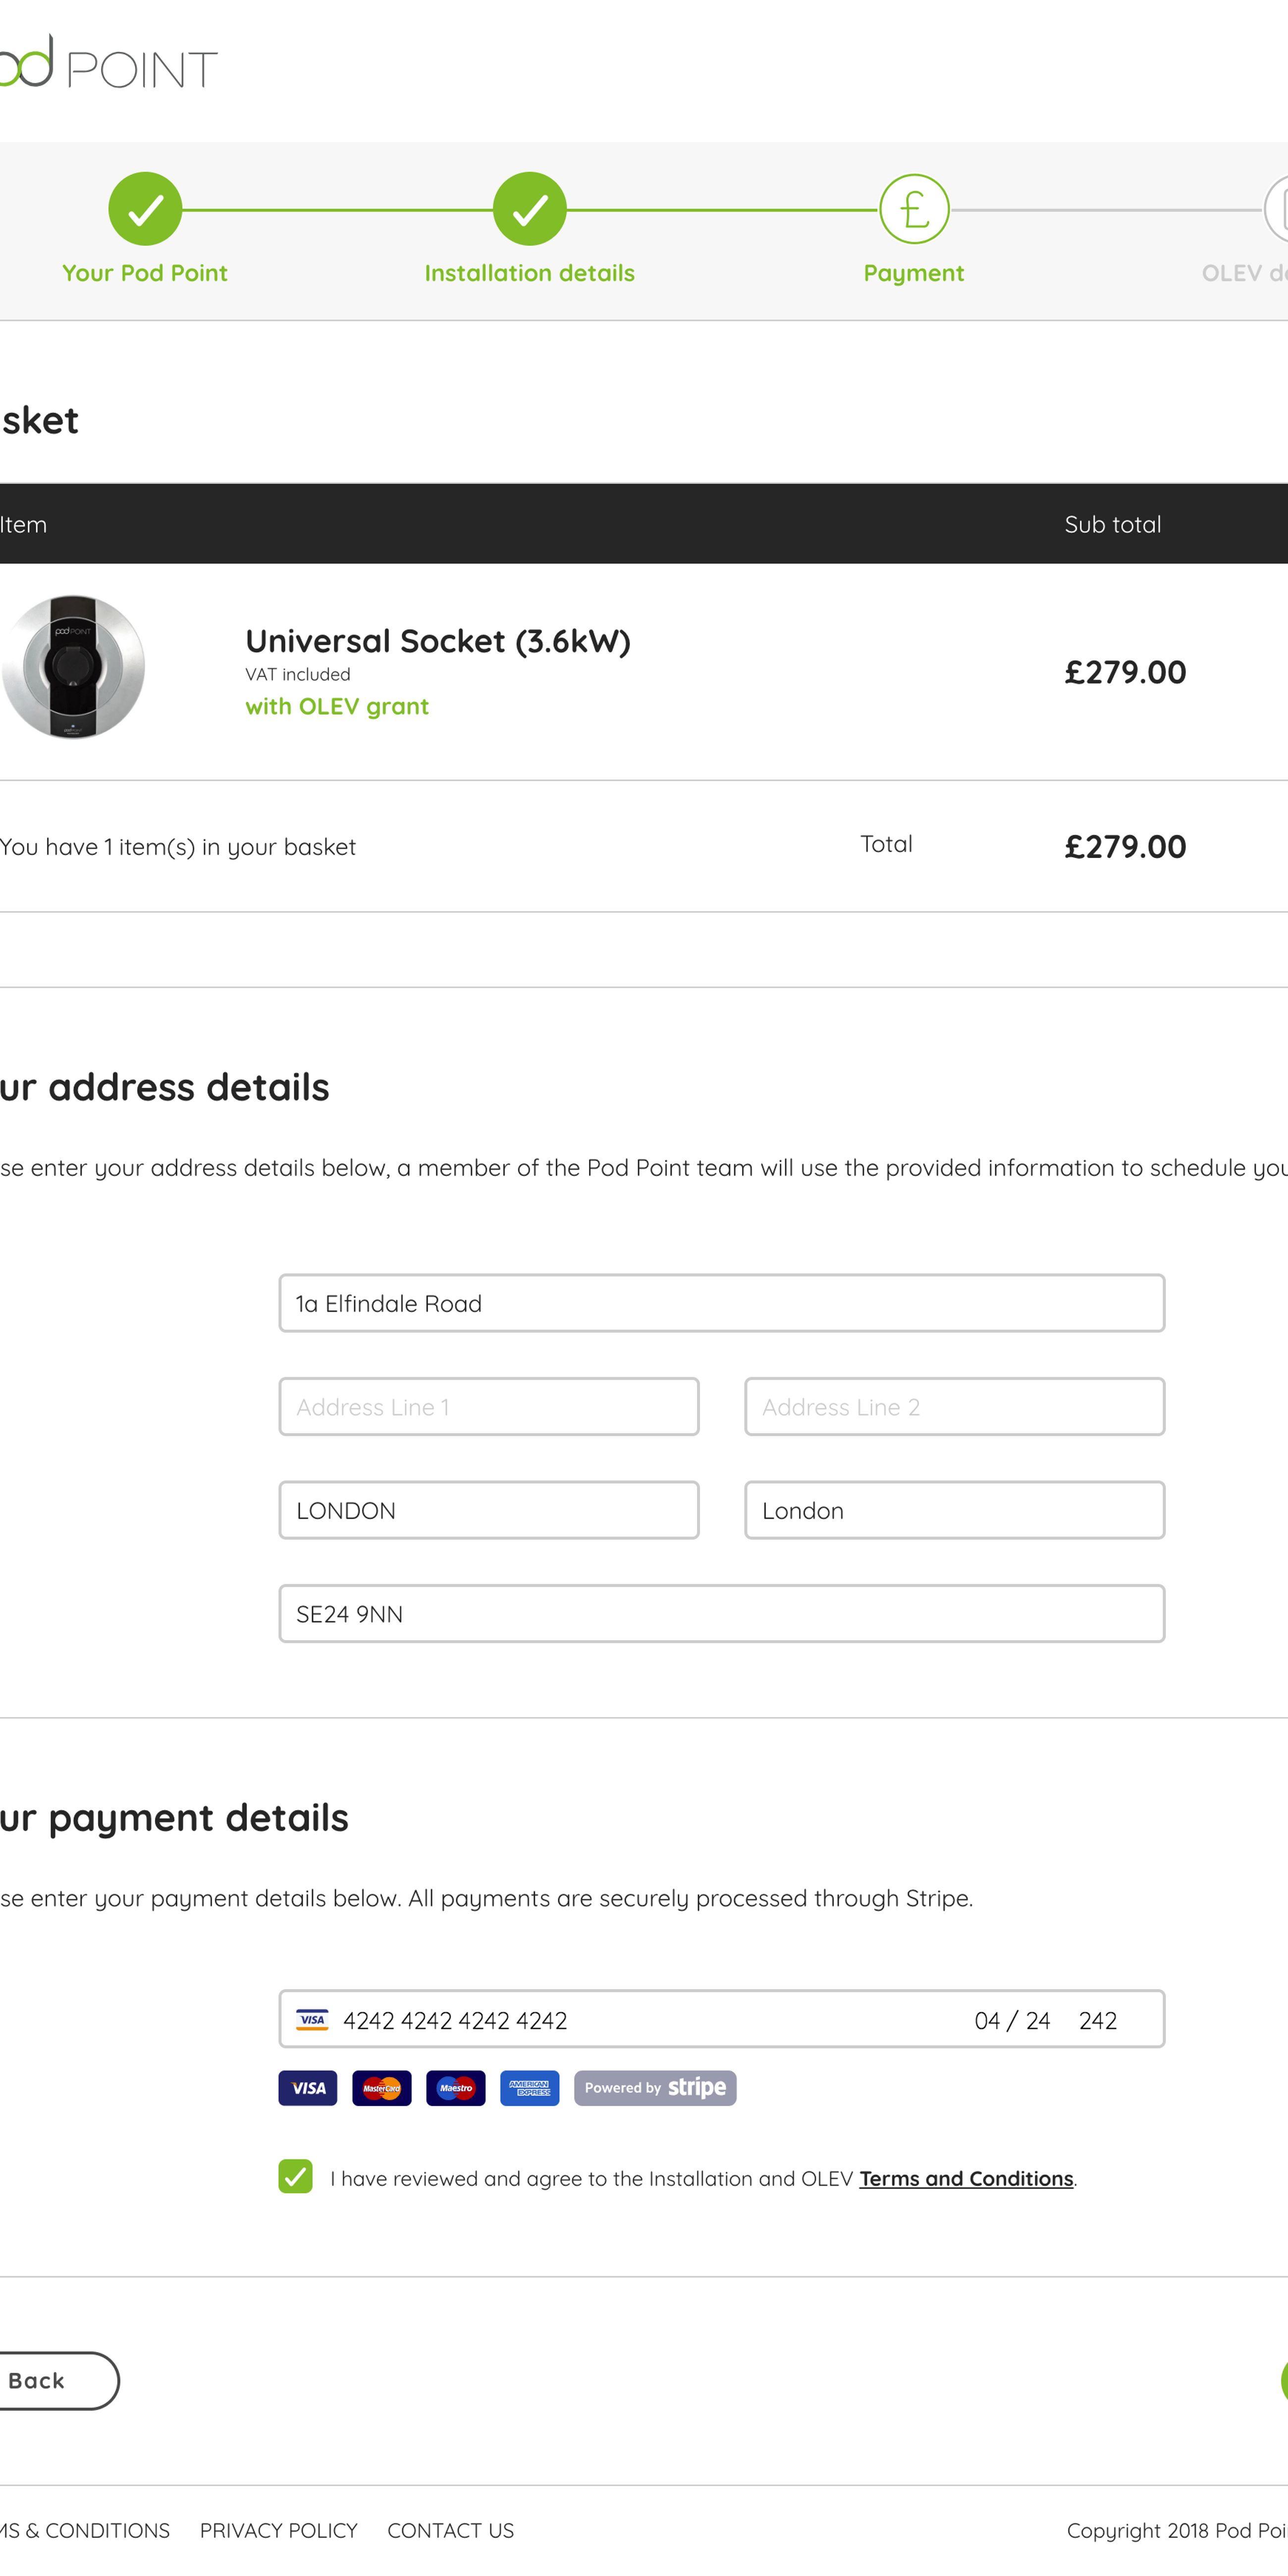 od POINT
Your Pod Point
Installation details
£
Payment
OLEV de
sket
Item
Sub total
pod POINT
Universal Socket (3.6kW)
VAT included
with OLEV grant
£279.00
You have 1 item(s) in your basket
Total
£279.00
ur address details
se enter your address details below, a member of the Pod Point team will use the provided information to schedule you
1a Elfindale Road
Address Line 1
Address Line 2
LONDON
London
SE24 9NN
ur payment details
se enter your payment details below. All payments are securely processed through Stripe.
VISA
4242 4242 4242 4242
04 / 24
242
VISA
MasterCard
Maestro
AMERICAN EXPRESS
Powered by stripe
I have reviewed and agree to the Installation and OLEV Terms and Conditions.
Back
MS & CONDITIONS
PRIVACY POLICY
CONTACT US
Copyright 2018 Pod Poi